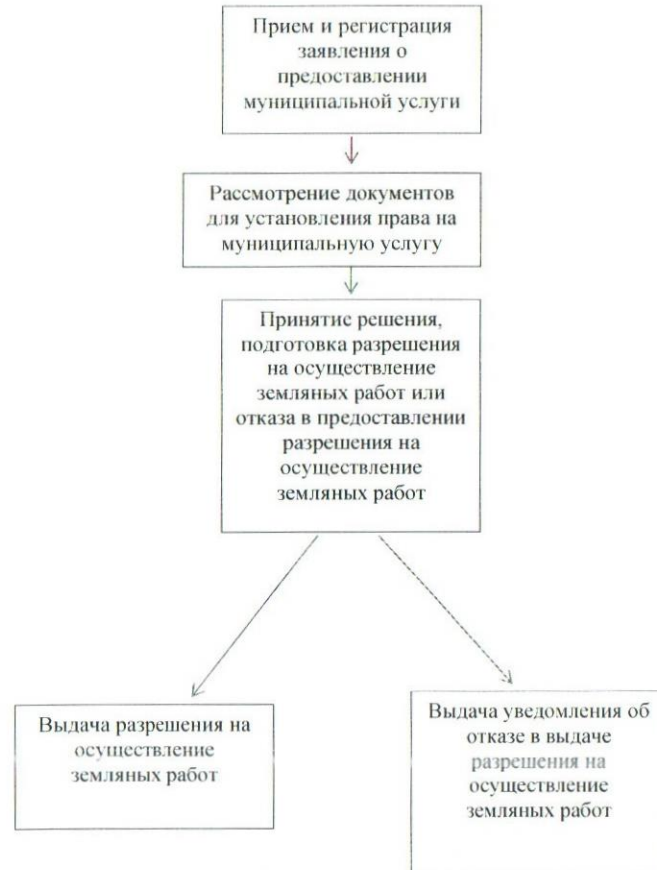 Прием и регистрация
заявления о
предоставлении
муниципальной услуги
Рассмотрение документов
для установления права на
муниципальную услугу
Принятие решения,
подготовка разрешения
на осуществление
земляных работ или
отказа в предоставлении
разрешения на
осуществление
земляных работ
Выдача разрешения на
осуществление
земляных работ
Выдача уведомления об
отказе в выдаче
разрешения на
осуществление
земляных работ